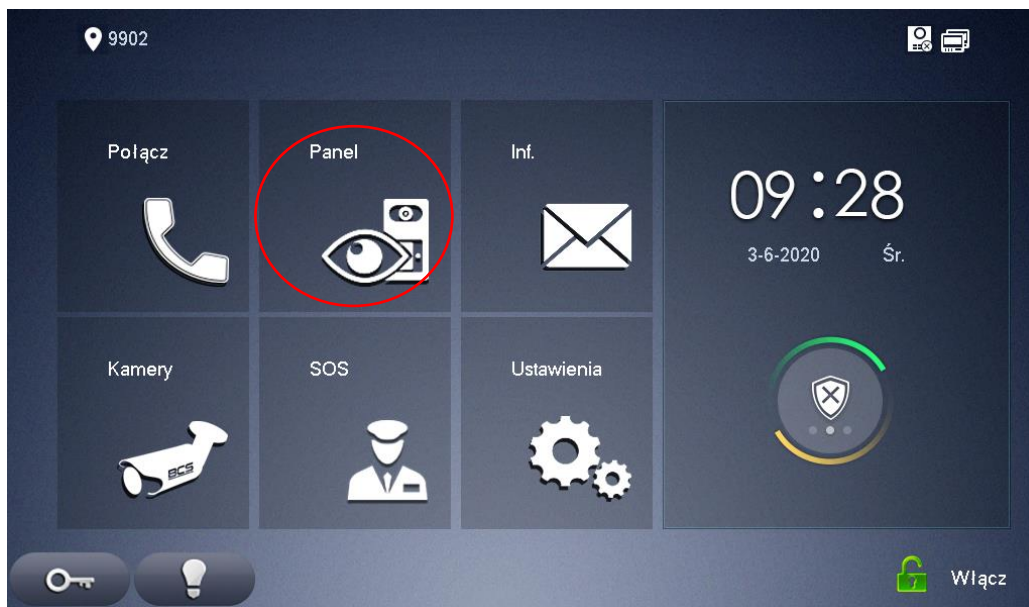 9902
Połącz
Panel
Inf.
09:28
3-6-2020 Śr.
Kamery
SOS
Ustawienia
BCS
Włącz